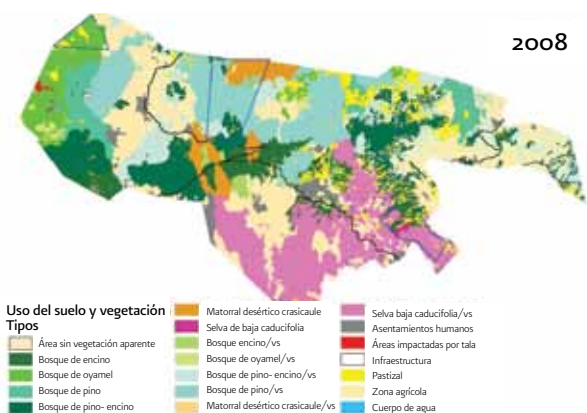 2008
Uso del suelo y vegetación
Tipos
Área sin vegetación aparente
Bosque de encino
Bosque de oyamel
Bosque de pino
Bosque de pino- encino
Matorral desértico crasicaule
Selva de baja caducifolia
Bosque encino/vs
Bosque de oyamel/vs
Bosque de pino- encino/vs
Bosque de pino/vs
Matorral desértico crasicaule/vs
Selva baja caducifolia/vs
Asentamientos humanos
Áreas impactadas por tala
Infraestructura
Pastizal
Zona agrícola
Cuerpo de agua